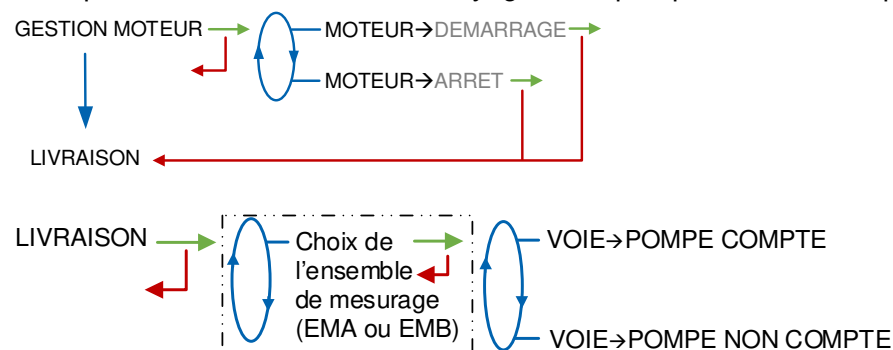 GESTION MOTEUR
MOTEUR→DEMARRAGE
MOTEUR→ARRET
LIVRAISON
LIVRAISON
Choix de
l'ensemble
de mesurage
(EMA ou EMB)
VOIE→POMPE COMPTE
VOIE→POMPE NON COMPTE